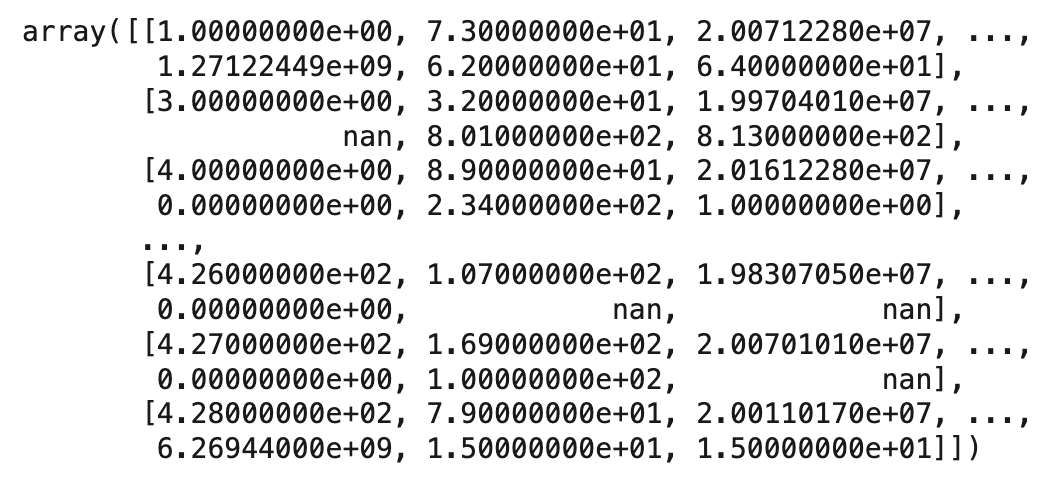 array([[1.00000000e+00, 7.30000000e+01, 2.00712280e+07, ...,
        1.27122449e+09, 6.20000000e+01, 6.40000000e+01],
       [3.00000000e+00, 3.20000000e+01, 1.99704010e+07, ...,
                   nan, 8.01000000e+02, 8.13000000e+02],
       [4.00000000e+00, 8.90000000e+01, 2.01612280e+07, ...,
        0.00000000e+00, 2.34000000e+02, 1.00000000e+00],
       ...,
       [4.26000000e+02, 1.07000000e+02, 1.98307050e+07, ...,
        0.00000000e+00,            nan,            nan],
       [4.27000000e+02, 1.69000000e+02, 2.00701010e+07, ...,
        0.00000000e+00, 1.00000000e+02,            nan],
       [4.28000000e+02, 7.90000000e+01, 2.00110170e+07, ...,
        6.26944000e+09, 1.50000000e+01, 1.50000000e+01]])